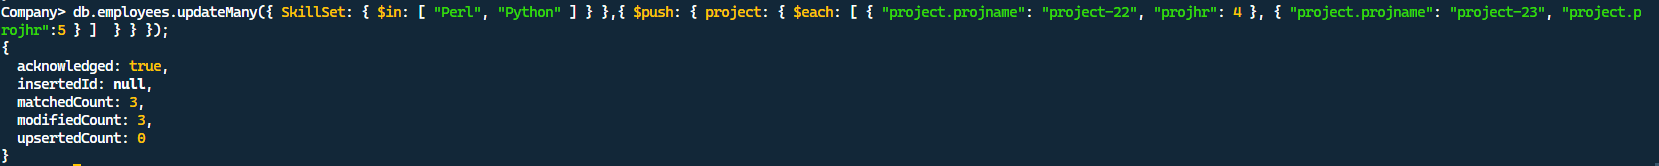 Company> db.employees.updateMany({ SkillSet: { $in: [ "Perl", "Python" ] } },{ $push: { project: { $each: [ { "project.projname": "project-22", "projhr": 4 }, { "project.projname": "project-23", "project.p
rojhr":5 } ]  } } });
{
  acknowledged: true,
  insertedId: null,
  matchedCount: 3,
  modifiedCount: 3,
  upsertedCount: 0
}